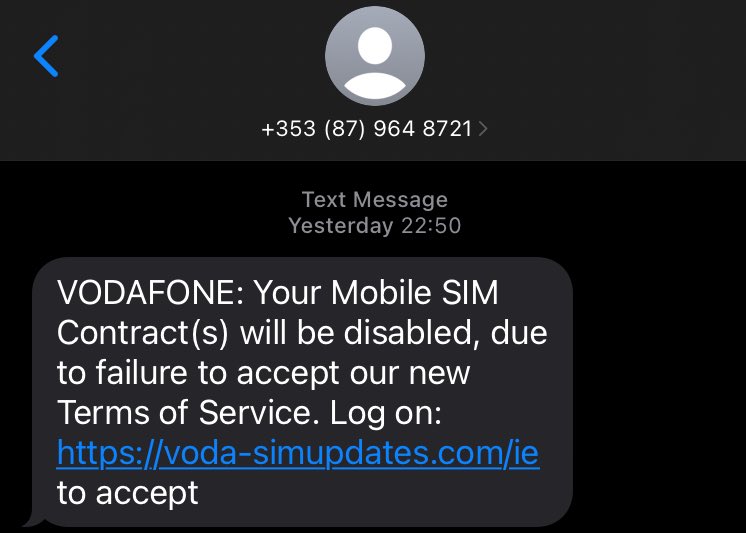 +353 (87) 964 8721
Text Message
Yesterday 22:50
VODAFONE: Your Mobile SIM
Contract(s) will be disabled, due
to failure to accept our new
Terms of Service. Log on:
https://voda-simupdates.com/ie
to accept